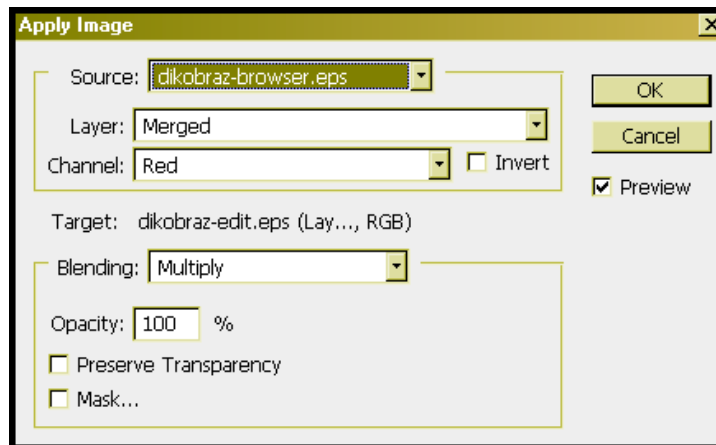 Apply Image
Source: dikobraz-browser.eps
OK
Layer: Merged
Cancel
Channel: Red Invert
Preview
Target: dikobraz-edit.eps (Lay..., RGB)
Blending: Multiply
Opacity: 100 %
Preserve Transparency
Mask...